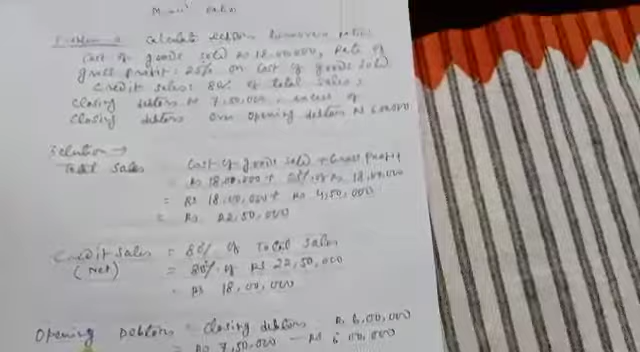 Problem : Calculate debtors turnover ratio:
Cost of goods sold Rs 18,00,000, Rate of
gross profit: 25% on cost of goods sold
Credit sales: 80% of total sales;
Closing debtors Rs 7,50,000, excess of
closing debtors over opening debtors Rs 6,00,000
Solution →
Total Sales Cost of goods sold + Gross Profit
= Rs 18,00,000 + 25% of Rs 18,00,000
= Rs 18,00,000 + Rs 4,50,000
= Rs 22,50,000
Credit Sales = 80% of Total Sales
(Net) = 80% of Rs 22,50,000
= Rs 18,00,000
Opening Debtors = Closing debtors R 6,00,000
= Rs 7,50,000 - Rs 6,00,000